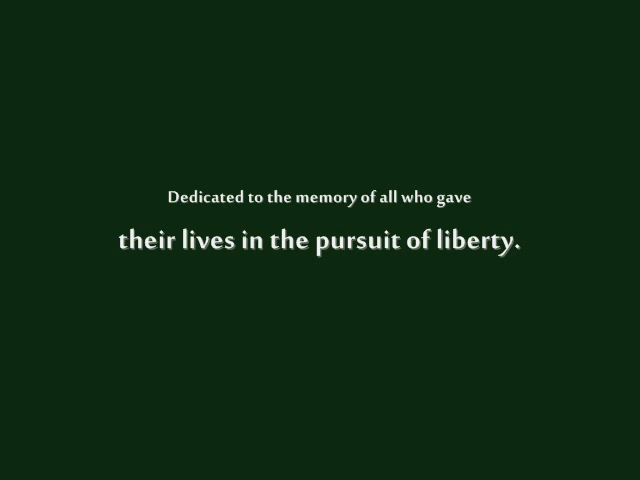 Dedicated to the memory of all who gave
their lives in the pursuit of liberty.